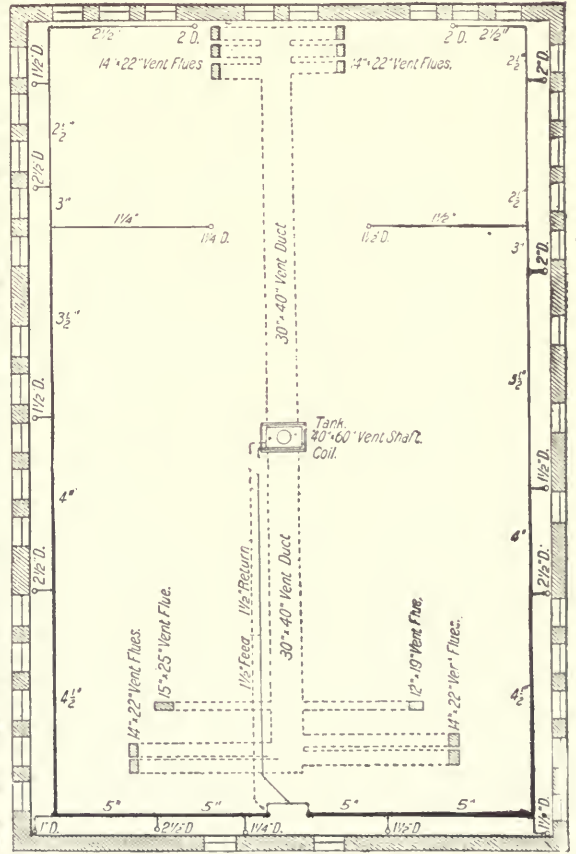 2½" 2 D. 2 D. 2½"
1½ D. 14"×22" Vent Flues 14"×22" Vent Flues. 2½" 2" D.
2½"
2½ D
3" 2½"
1¼" 1½"
1¼ D. 1½ D. 3"
2" D.
30"×40" Vent Duct
3½" 3½"
1½ D.
Tank.
40"×60" Vent Shaft.
Coil.
1½" D.
4" 4"
2½ D. 2½" D.
1½" Feed 1½" Return
30"×40" Vent Duct
14"×22" Vent Flues. 15"×25" Vent Flue. 12"×19" Vent Flue. 14"×22" Ven' Flues.
4½" 4½"
5" 5" 5" 5"
1" D. 2½ D 1¼" D. 1½ D 1½" D.